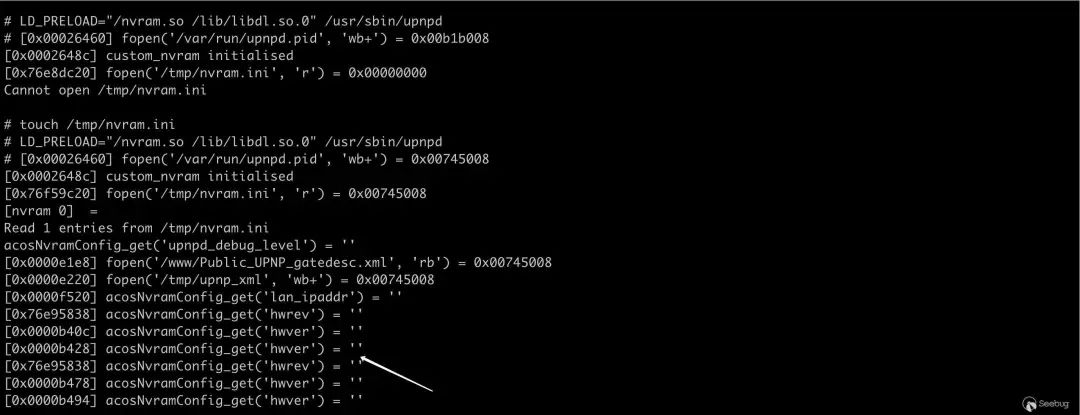 # LD_PRELOAD="/nvram.so /lib/libdl.so.0" /usr/sbin/upnpd
# [0x00026460] fopen('/var/run/upnpd.pid', 'wb+') = 0x00b1b008
[0x0002648c] custom_nvram initialised
[0x76e8dc20] fopen('/tmp/nvram.ini', 'r') = 0x00000000
Cannot open /tmp/nvram.ini
# touch /tmp/nvram.ini
# LD_PRELOAD="/nvram.so /lib/libdl.so.0" /usr/sbin/upnpd
# [0x00026460] fopen('/var/run/upnpd.pid', 'wb+') = 0x00745008
[0x0002648c] custom_nvram initialised
[0x76f59c20] fopen('/tmp/nvram.ini', 'r') = 0x00745008
[nvram 0]  =
Read 1 entries from /tmp/nvram.ini
acosNvramConfig_get('upnpd_debug_level') = ''
[0x0000e1e8] fopen('/www/Public_UPNP_gatedesc.xml', 'rb') = 0x00745008
[0x0000e220] fopen('/tmp/upnp_xml', 'wb+') = 0x00745008
[0x0000f520] acosNvramConfig_get('lan_ipaddr') = ''
[0x76e95838] acosNvramConfig_get('hwrev') = ''
[0x0000b40c] acosNvramConfig_get('hwver') = ''
[0x0000b428] acosNvramConfig_get('hwver') = ''
[0x76e95838] acosNvramConfig_get('hwrev') = ''
[0x0000b478] acosNvramConfig_get('hwver') = ''
[0x0000b494] acosNvramConfig_get('hwver') = ''
Seebug